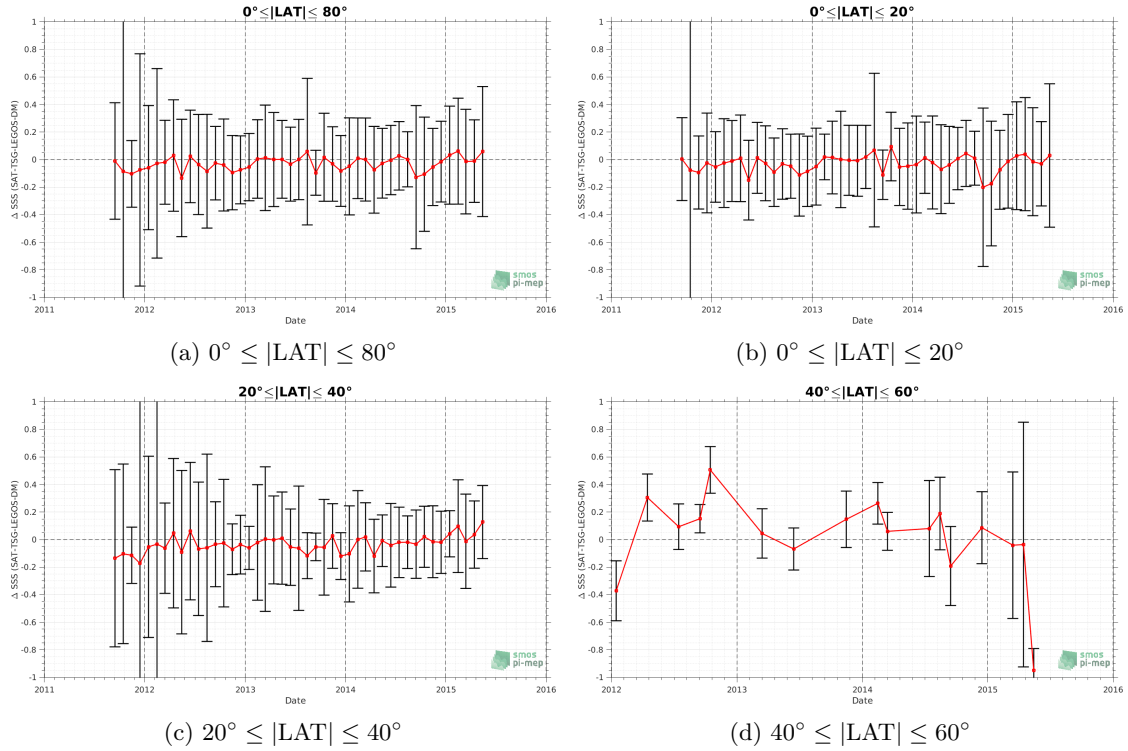 0°≤|LAT|≤ 80°
Δ SSS (SAT-TSG-LEGOS-DM)
1
0.8
0.6
0.4
0.2
0
-0.2
-0.4
-0.6
-0.8
-1
2011 2012 2013 2014 2015 2016
Date
smos
pi-mep
(a) 0° ≤ |LAT| ≤ 80°
0°≤|LAT|≤ 20°
Δ SSS (SAT-TSG-LEGOS-DM)
1
0.8
0.6
0.4
0.2
0
-0.2
-0.4
-0.6
-0.8
-1
2011 2012 2013 2014 2015 2016
Date
smos
pi-mep
(b) 0° ≤ |LAT| ≤ 20°
20°≤|LAT|≤ 40°
Δ SSS (SAT-TSG-LEGOS-DM)
1
0.8
0.6
0.4
0.2
0
-0.2
-0.4
-0.6
-0.8
-1
2011 2012 2013 2014 2015 2016
Date
smos
pi-mep
(c) 20° ≤ |LAT| ≤ 40°
40°≤|LAT|≤ 60°
Δ SSS (SAT-TSG-LEGOS-DM)
1
0.8
0.6
0.4
0.2
0
-0.2
-0.4
-0.6
-0.8
-1
2012 2013 2014 2015 2016
Date
smos
pi-mep
(d) 40° ≤ |LAT| ≤ 60°